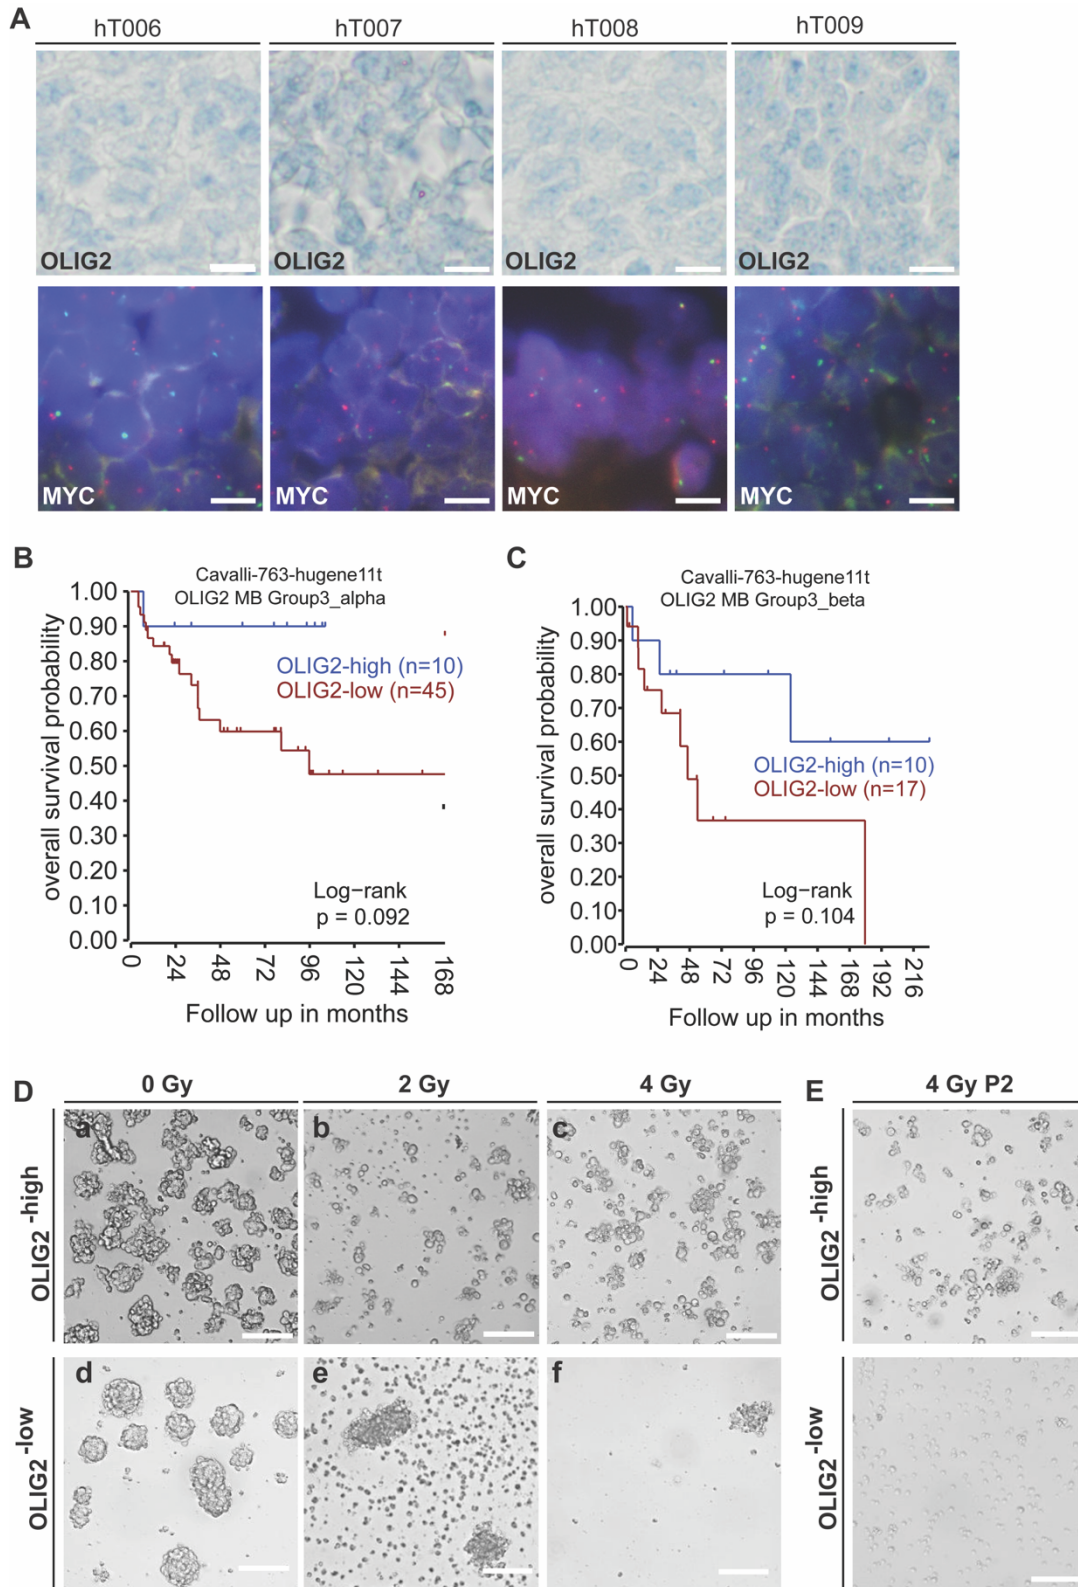 A
hT006 hT007 hT008 hT009
OLIG2 OLIG2 OLIG2 OLIG2
MYC MYC MYC MYC
B
Cavalli-763-hugene11t
OLIG2 MB Group3_alpha
overall survival probability
1.00
0.90
0.80
0.70
0.60
0.50
0.40
0.30
0.20
0.10
0.00
OLIG2-high (n=10)
OLIG2-low (n=45)
Log−rank
p = 0.092
0 24 48 72 96 120 144 168
Follow up in months
C
Cavalli-763-hugene11t
OLIG2 MB Group3_beta
overall survival probability
1.00
0.90
0.80
0.70
0.60
0.50
0.40
0.30
0.20
0.10
0.00
OLIG2-high (n=10)
OLIG2-low (n=17)
Log−rank
p = 0.104
0 24 48 72 96 120 144 168 192 216
Follow up in months
D 0 Gy 2 Gy 4 Gy
OLIG2-high
a b c
OLIG2-low
d e f
E 4 Gy P2
OLIG2-high
OLIG2-low